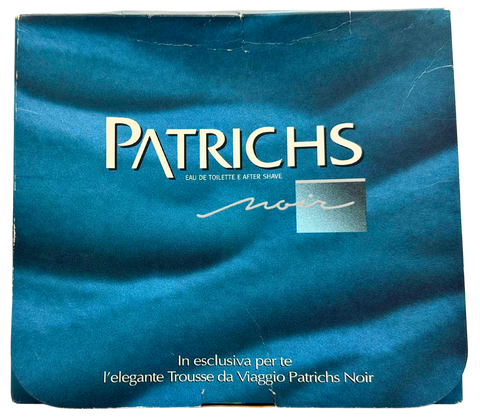 PATRICHS
EAU DE TOILETTE E AFTER SHAVE
noir
In esclusiva per te
l'elegante Trousse da Viaggio Patrichs Noir